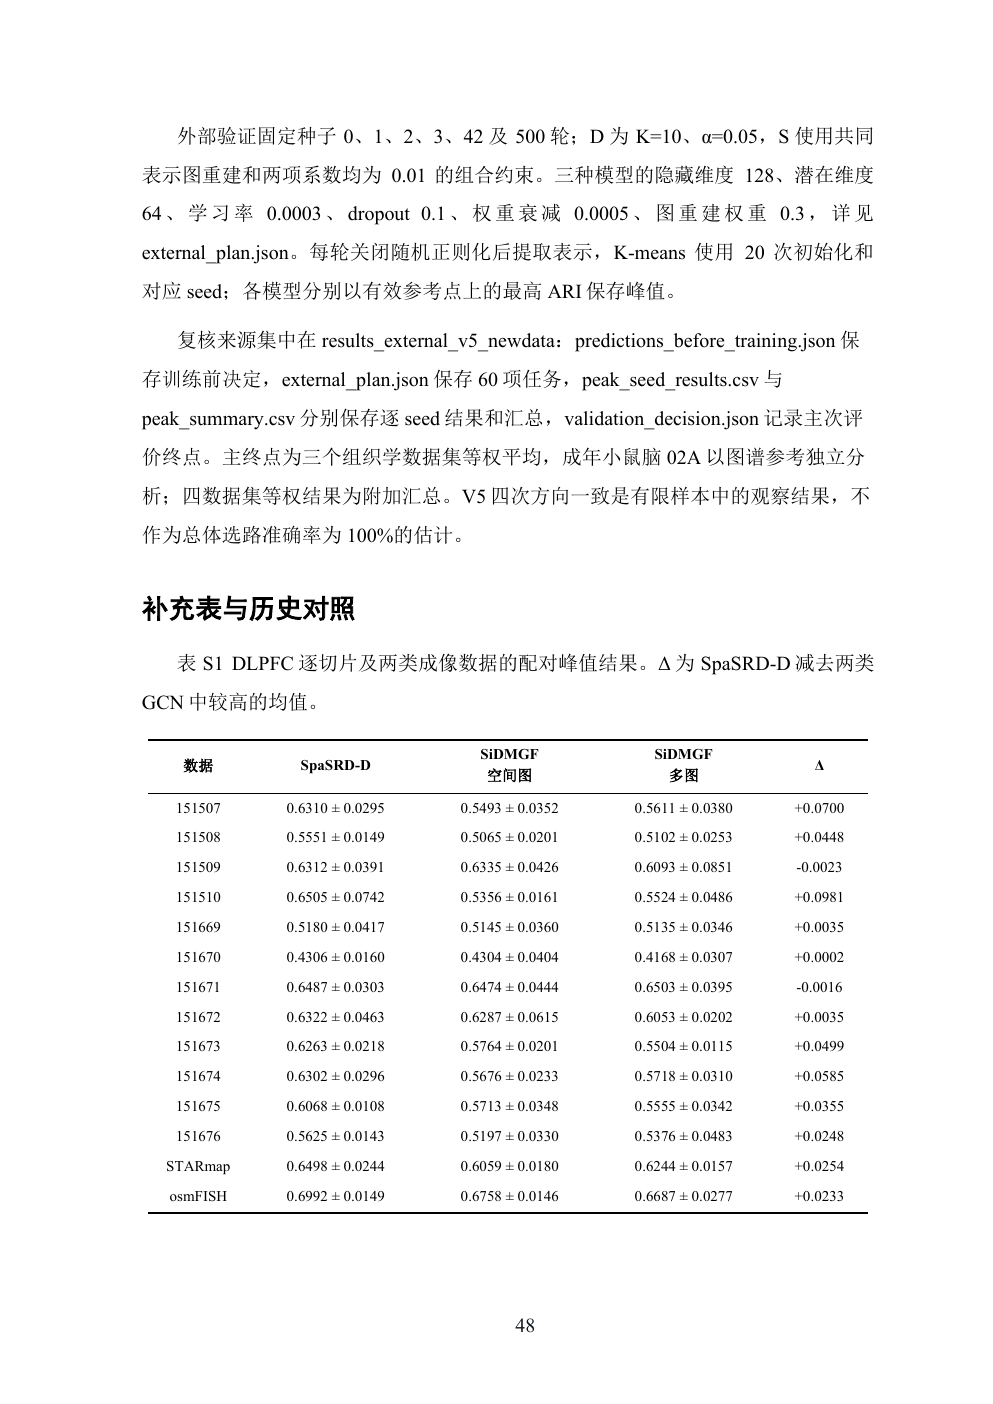 外部验证固定种子 0、1、2、3、42 及 500 轮；D 为 K=10、α=0.05，S 使用共同
表示图重建和两项系数均为 0.01 的组合约束。三种模型的隐藏维度 128、潜在维度
64、学习率 0.0003、dropout 0.1、权重衰减 0.0005、图重建权重 0.3，详见
external_plan.json。每轮关闭随机正则化后提取表示，K-means 使用 20 次初始化和
对应 seed；各模型分别以有效参考点上的最高 ARI 保存峰值。
复核来源集中在 results_external_v5_newdata：predictions_before_training.json 保
存训练前决定，external_plan.json 保存 60 项任务，peak_seed_results.csv 与
peak_summary.csv 分别保存逐 seed 结果和汇总，validation_decision.json 记录主次评
价终点。主终点为三个组织学数据集等权平均，成年小鼠脑 02A 以图谱参考独立分
析；四数据集等权结果为附加汇总。V5 四次方向一致是有限样本中的观察结果，不
作为总体选路准确率为 100%的估计。
补充表与历史对照
表 S1 DLPFC 逐切片及两类成像数据的配对峰值结果。Δ 为 SpaSRD-D 减去两类
GCN 中较高的均值。
数据 SpaSRD-D SiDMGF 空间图 SiDMGF 多图 Δ
151507 0.6310 ± 0.0295 0.5493 ± 0.0352 0.5611 ± 0.0380 +0.0700
151508 0.5551 ± 0.0149 0.5065 ± 0.0201 0.5102 ± 0.0253 +0.0448
151509 0.6312 ± 0.0391 0.6335 ± 0.0426 0.6093 ± 0.0851 -0.0023
151510 0.6505 ± 0.0742 0.5356 ± 0.0161 0.5524 ± 0.0486 +0.0981
151669 0.5180 ± 0.0417 0.5145 ± 0.0360 0.5135 ± 0.0346 +0.0035
151670 0.4306 ± 0.0160 0.4304 ± 0.0404 0.4168 ± 0.0307 +0.0002
151671 0.6487 ± 0.0303 0.6474 ± 0.0444 0.6503 ± 0.0395 -0.0016
151672 0.6322 ± 0.0463 0.6287 ± 0.0615 0.6053 ± 0.0202 +0.0035
151673 0.6263 ± 0.0218 0.5764 ± 0.0201 0.5504 ± 0.0115 +0.0499
151674 0.6302 ± 0.0296 0.5676 ± 0.0233 0.5718 ± 0.0310 +0.0585
151675 0.6068 ± 0.0108 0.5713 ± 0.0348 0.5555 ± 0.0342 +0.0355
151676 0.5625 ± 0.0143 0.5197 ± 0.0330 0.5376 ± 0.0483 +0.0248
STARmap 0.6498 ± 0.0244 0.6059 ± 0.0180 0.6244 ± 0.0157 +0.0254
osmFISH 0.6992 ± 0.0149 0.6758 ± 0.0146 0.6687 ± 0.0277 +0.0233
48